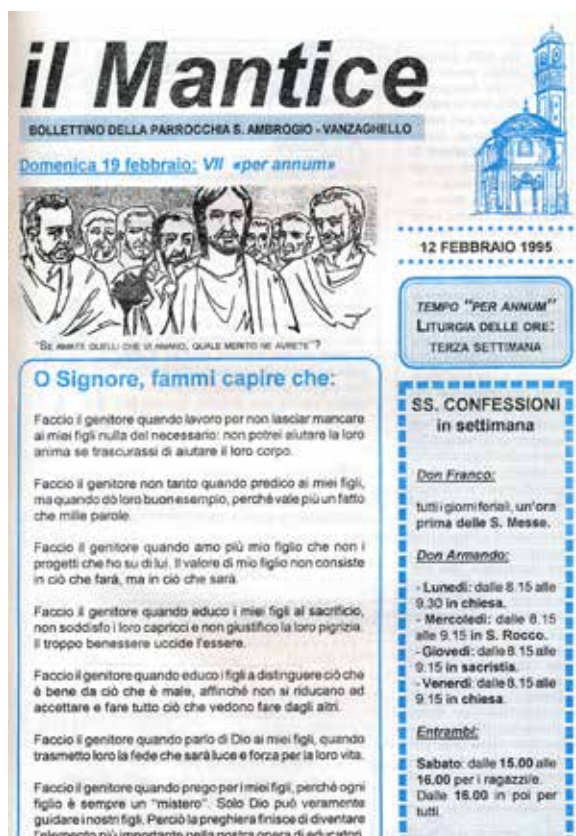 il Mantice
BOLLETTINO DELLA PARROCCHIA S. AMBROGIO - VANZAGHELLO
Domenica 19 febbraio: VII «per annum»
"SE AMATE QUELLI CHE VI AMANO, QUALE MERITO NE AVRETE"?
O Signore, fammi capire che:
Faccio il genitore quando lavoro per non lasciar mancare
ai miei figli nulla del necessario: non potrei aiutare la loro
anima se trascurassi di aiutare il loro corpo.
Faccio il genitore non tanto quando predico ai miei figli,
ma quando dò loro buon esempio, perché vale più un fatto
che mille parole.
Faccio il genitore quando amo più mio figlio che non i
progetti che ho su di lui. Il valore di mio figlio non consiste
in ciò che farà, ma in ciò che sarà.
Faccio il genitore quando educo i miei figli al sacrificio,
non soddisfo i loro capricci e non giustifico la loro pigrizia.
Il troppo benessere uccide l'essere.
Faccio il genitore quando educo i figli a distinguere ciò che
è bene da ciò che è male, affinché non si riducano ad
accettare e fare tutto ciò che vedono fare dagli altri.
Faccio il genitore quando parlo di Dio ai miei figli, quando
trasmetto loro la fede che sarà luce e forza per la loro vita.
Faccio il genitore quando prego per i miei figli, perché ogni
figlio è sempre un "mistero". Solo Dio può veramente
guidare i nostri figli. Perciò la preghiera finisce di diventare
l'elemento più importante nella nostra opera di educatori.
12 FEBBRAIO 1995
TEMPO "PER ANNUM"
LITURGIA DELLE ORE:
TERZA SETTIMANA
SS. CONFESSIONI
in settimana
Don Franco:
tutti i giorni feriali, un'ora
prima delle S. Messe.
Don Armando:
- Lunedì: dalle 8.15 alle
9.30 in chiesa.
- Mercoledì: dalle 8.15
alle 9.15 in S. Rocco.
- Giovedì: dalle 8.15 alle
9.15 in sacristia.
- Venerdì: dalle 8.15 alle
9.15 in chiesa.
Entrambi:
Sabato: dalle 15.00 alle
16.00 per i ragazzi/e.
Dalle 16.00 in poi per
tutti.